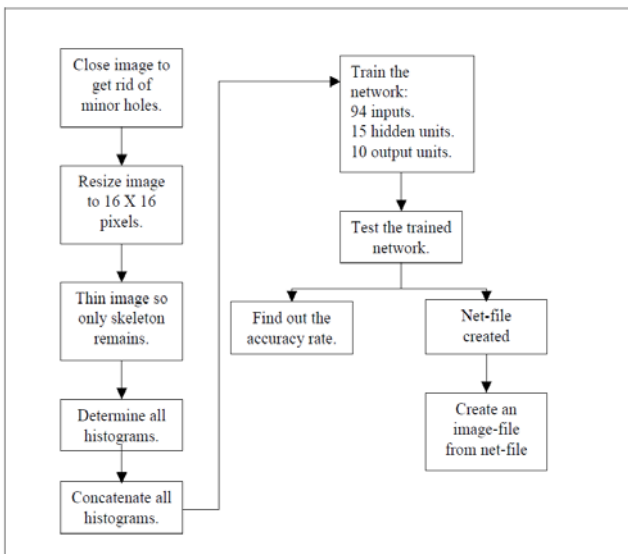 Close image to
get rid of
minor holes.
Resize image
to 16 X 16
pixels.
Thin image so
only skeleton
remains.
Determine all
histograms.
Concatenate all
histograms.
Train the
network:
94 inputs.
15 hidden units.
10 output units.
Test the trained
network.
Find out the
accuracy rate.
Net-file
created
Create an
image-file
from net-file